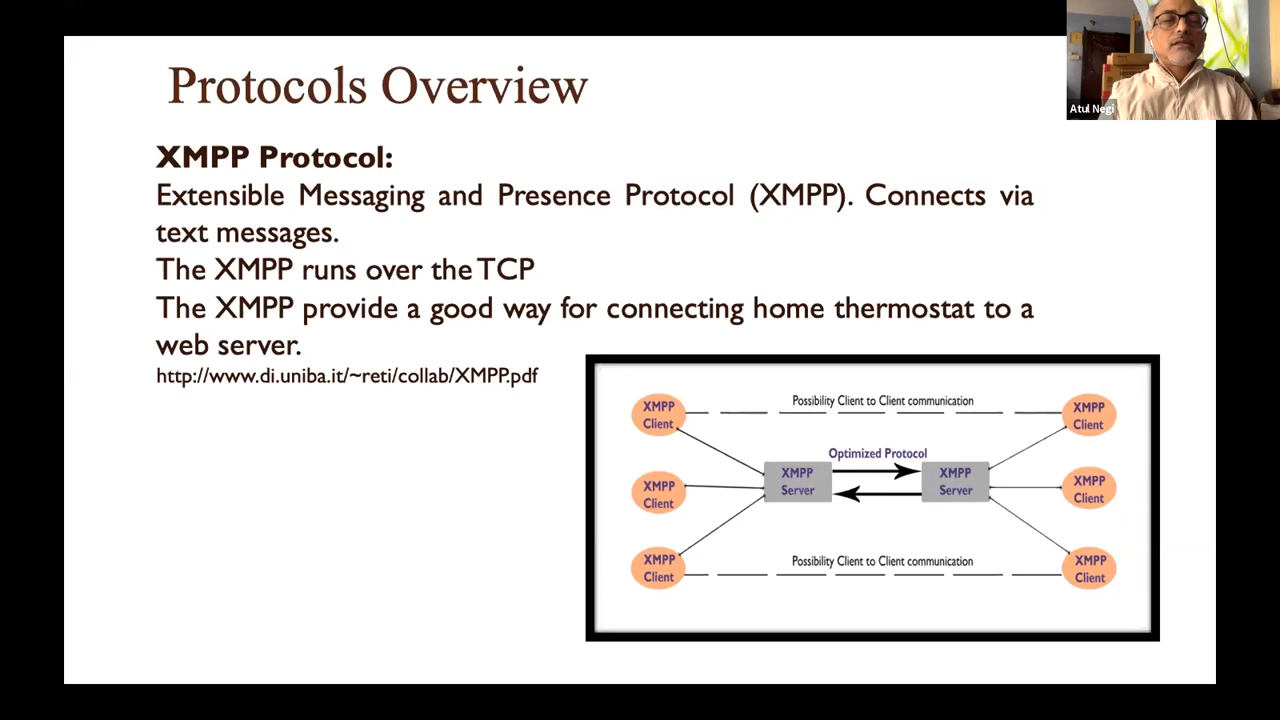 Protocols Overview
Atul Negi
XMPP Protocol:
Extensible Messaging and Presence Protocol (XMPP). Connects via
text messages.
The XMPP runs over the TCP
The XMPP provide a good way for connecting home thermostat to a
web server.
http://www.di.uniba.it/~reti/collab/XMPP.pdf
XMPP
Client
Possibility Client to Client communication
XMPP
Client
Optimized Protocol
XMPP
Client
XMPP
Server
XMPP
Server
XMPP
Client
XMPP
Client
Possibility Client to Client communication
XMPP
Client